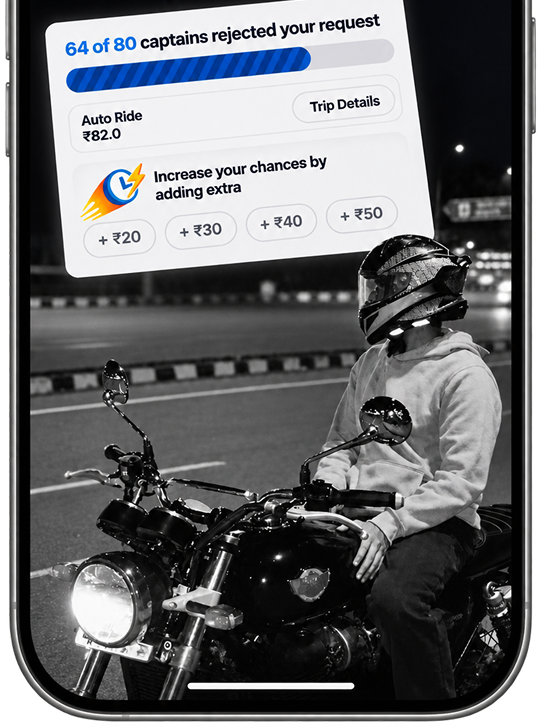 64 of 80 captains rejected your request
Auto Ride
₹82.0
Trip Details
Increase your chances by
adding extra
+ ₹20
+ ₹30
+ ₹40
+ ₹50